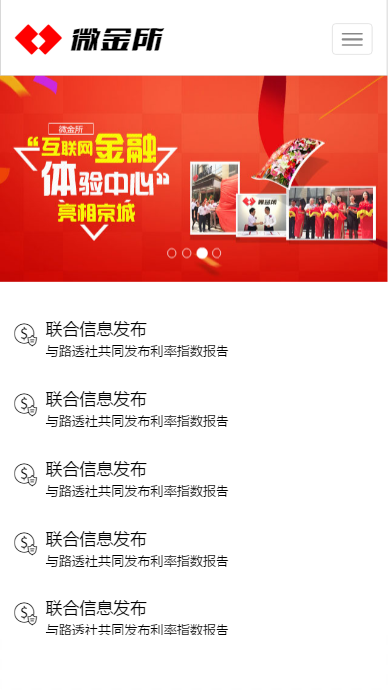 微金所
微金所
“互联网金融
体验中心”
亮相京城
微金所
联合信息发布
与路透社共同发布利率指数报告
联合信息发布
与路透社共同发布利率指数报告
联合信息发布
与路透社共同发布利率指数报告
联合信息发布
与路透社共同发布利率指数报告
联合信息发布
与路透社共同发布利率指数报告